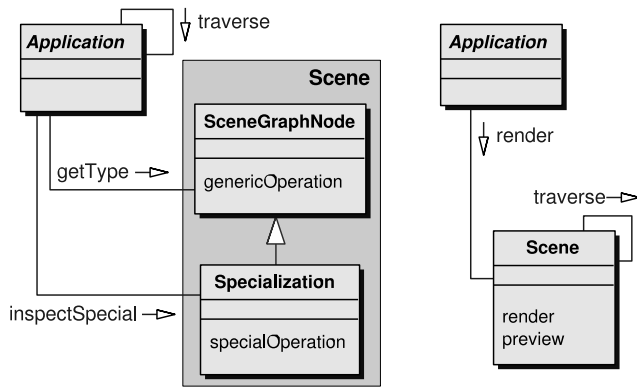 Application
traverse
Scene
SceneGraphNode
getType
genericOperation
Specialization
inspectSpecial
specialOperation
Application
render
traverse
Scene
render
preview